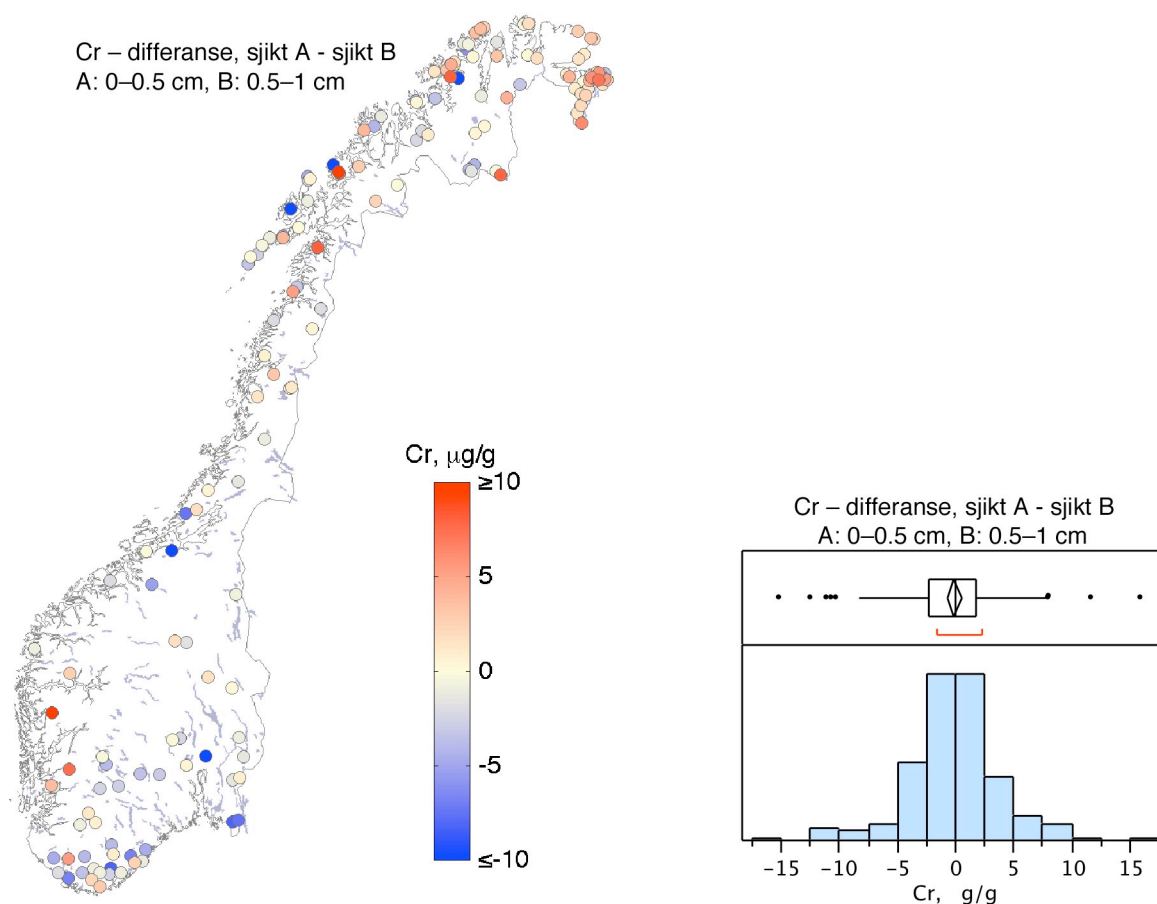 Cr – differanse, sjikt A - sjikt B
A: 0–0.5 cm, B: 0.5–1 cm
Cr, µg/g
≥10
5
0
-5
≤-10
Cr – differanse, sjikt A - sjikt B
A: 0–0.5 cm, B: 0.5–1 cm
−15 −10 −5 0 5 10 15
Cr, g/g